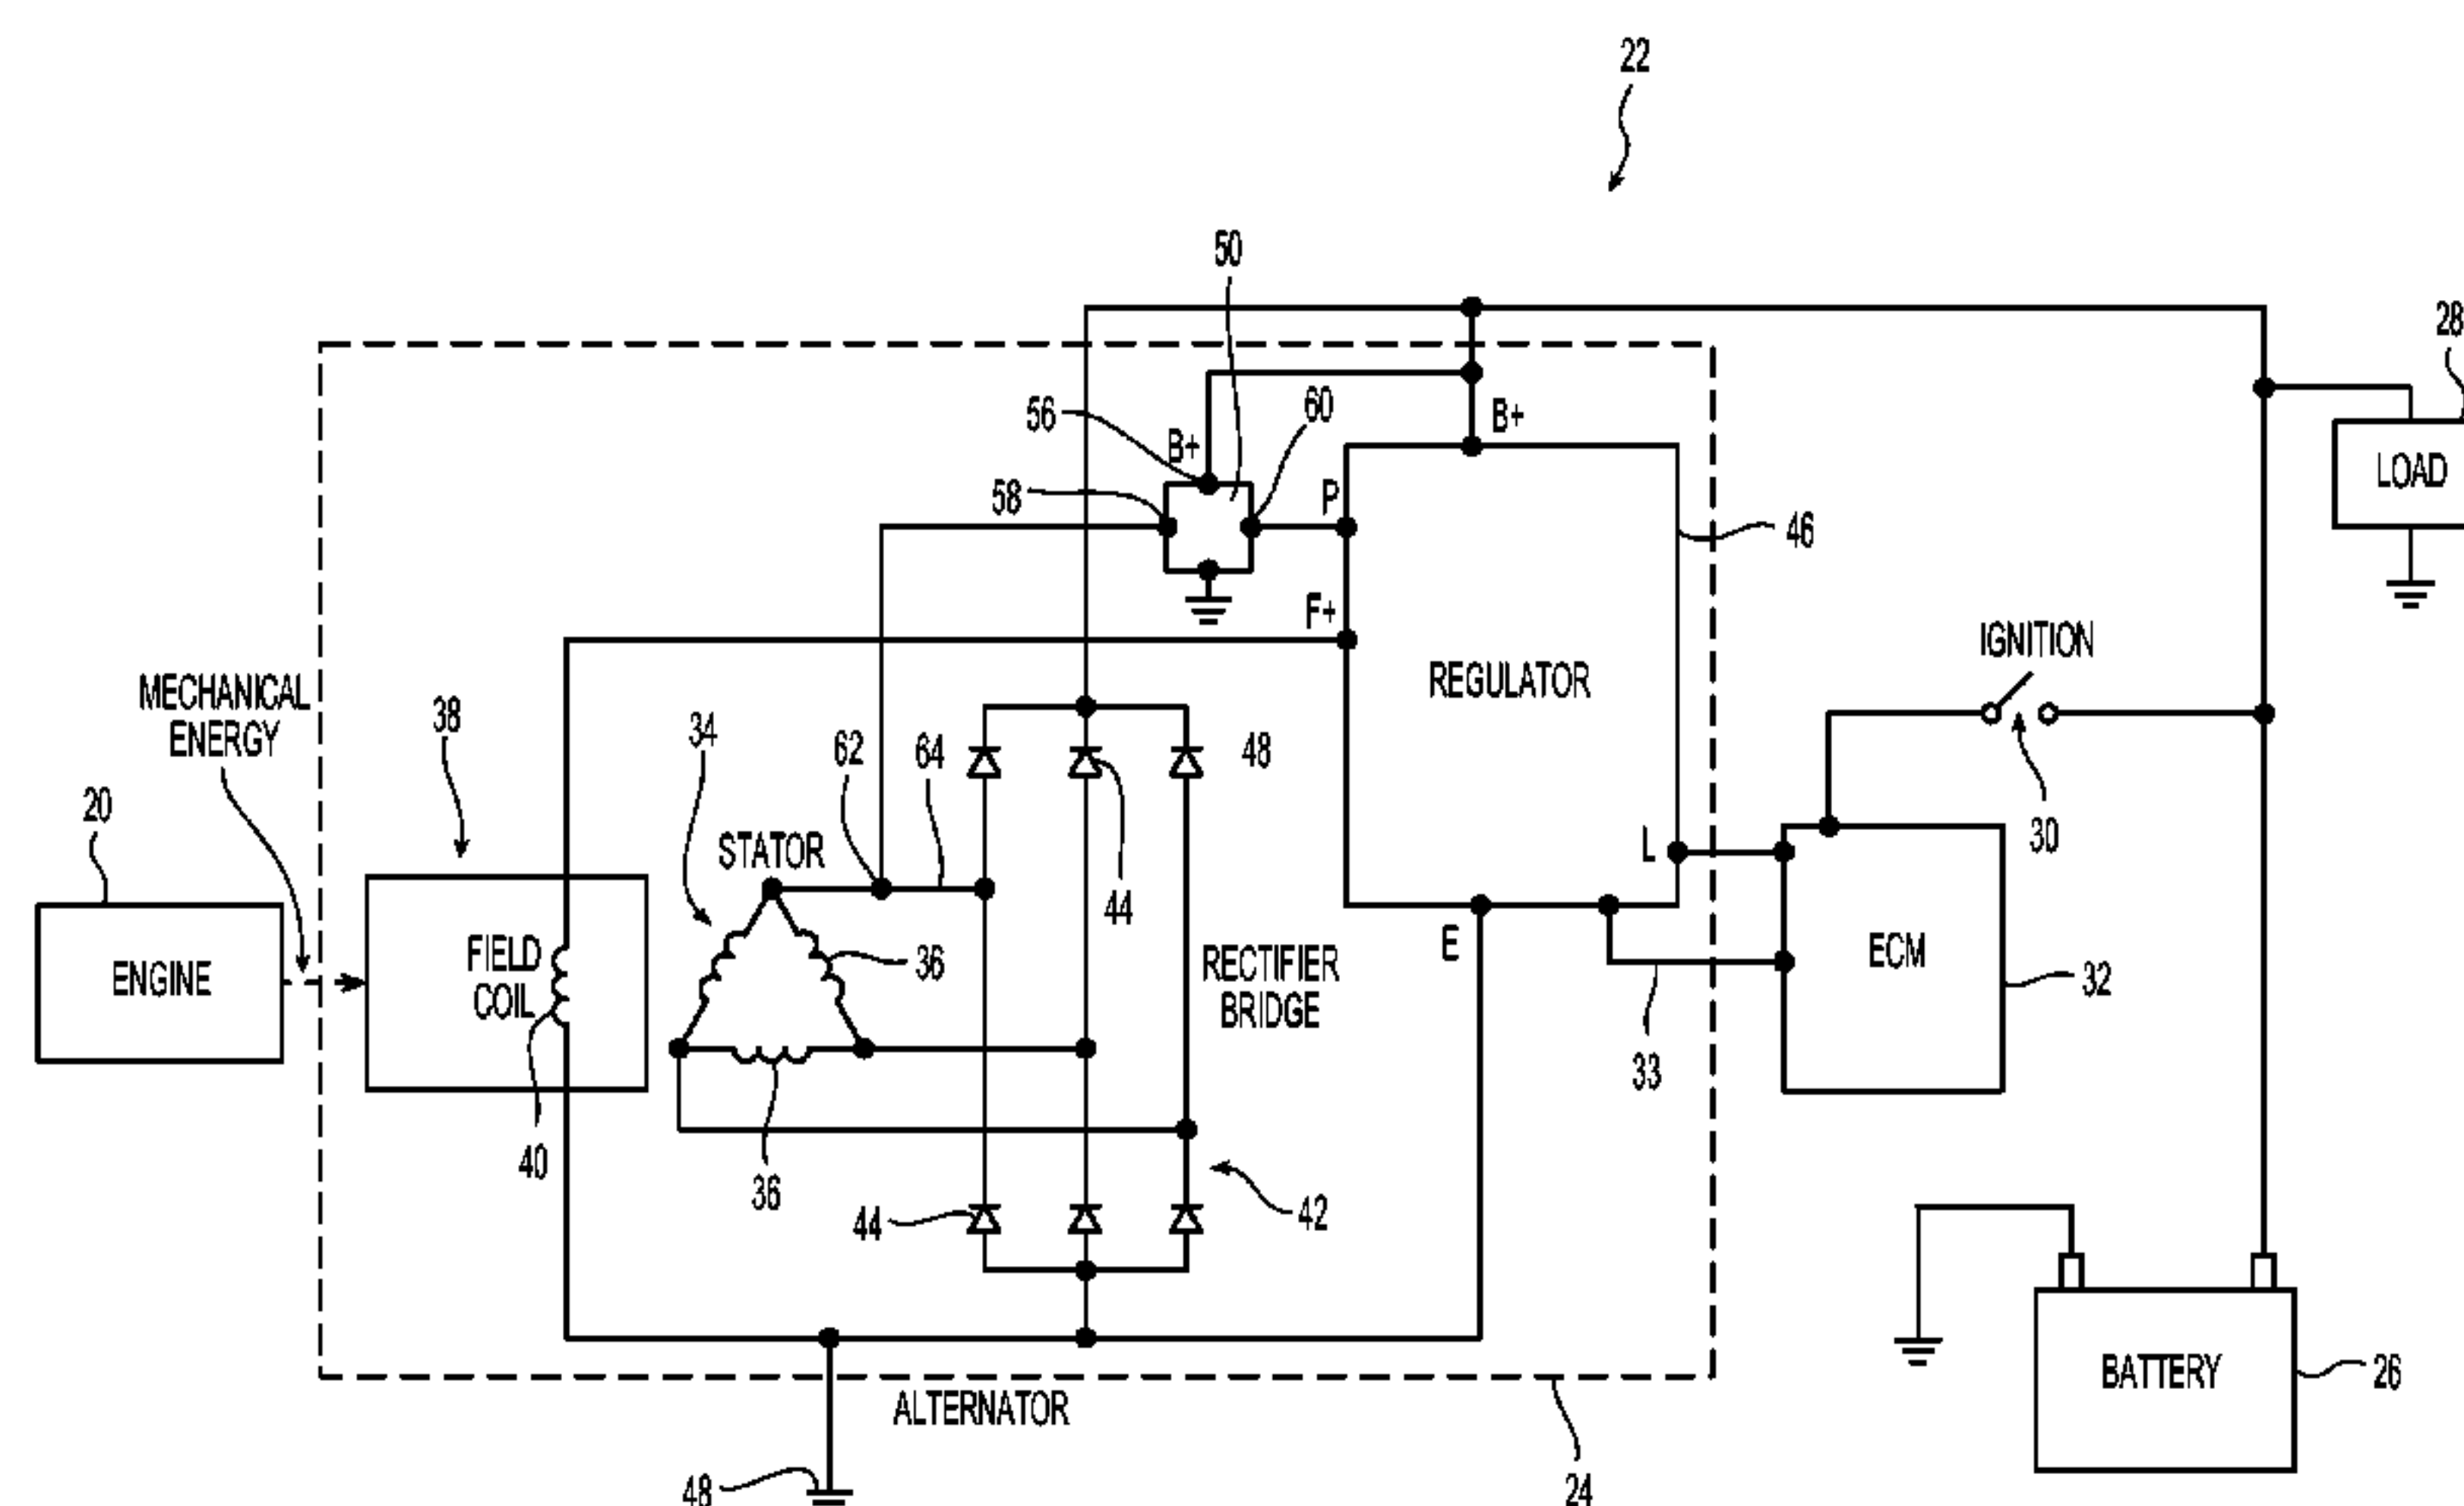 22
50
28
56
B+
60
B+
58
P
LOAD
46
F+
IGNITION
REGULATOR
MECHANICAL
ENERGY
38
34
62
64
48
20
STATOR
30
L
44
FIELD
COIL
36
E
RECTIFIER
BRIDGE
ECM
ENGINE
32
33
40
36
44
42
BATTERY
26
ALTERNATOR
48
24